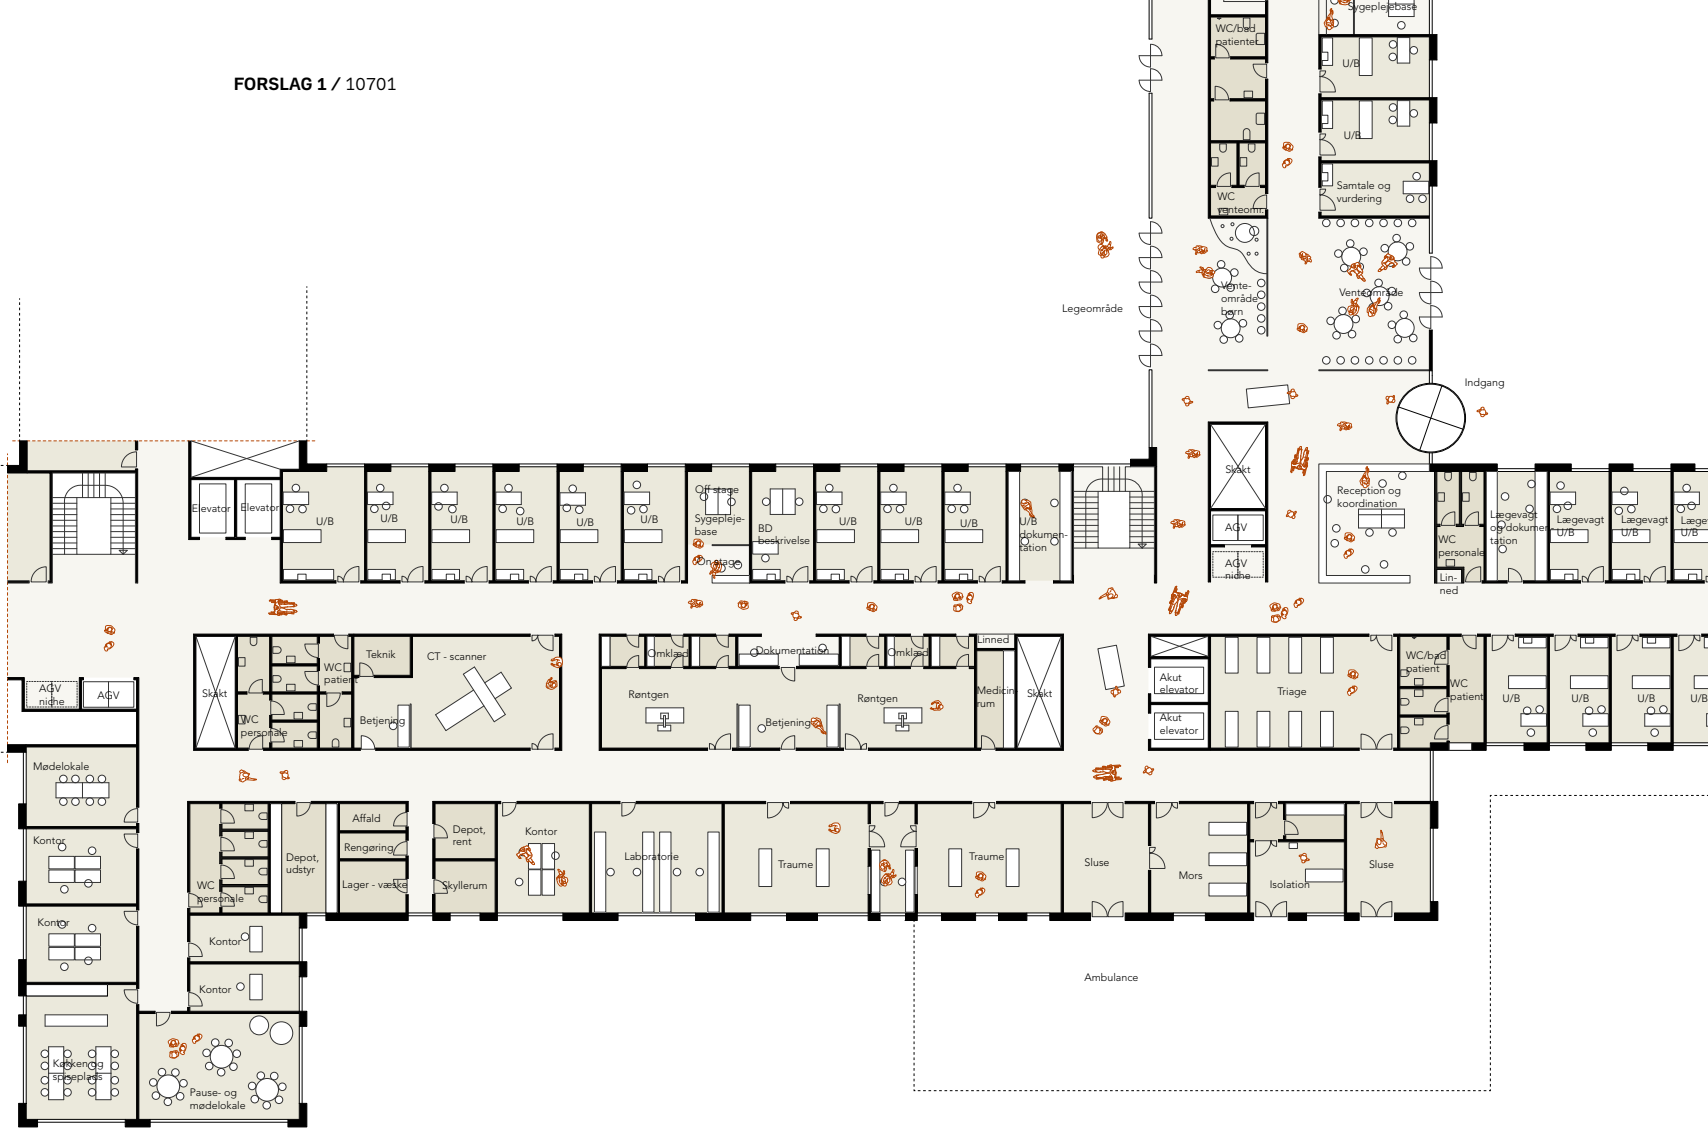 FORSLAG 1 / 10701
Sygeplejebase
WC/bad
patienter
U/B
U/B
Samtale og
vurdering
WC
venteomr.
Vente-
område
børn
Venteområde
Legeområde
Indgang
Skakt
AGV
AGV
niche
Reception og
koordination
WC
personale
Lin-
ned
Lægevagt
og dokumen-
tation
Lægevagt
U/B
Lægevagt
U/B
Læge
U/B
Elevator
Elevator
U/B
U/B
U/B
U/B
U/B
U/B
Off stage
Sygepleje-
base
On stage
BD
beskrivelse
U/B
U/B
U/B
U/B
dokumen-
tation
AGV
niche
AGV
Skakt
WC
personale
WC
patient
Teknik
Betjening
CT - scanner
Omklæd
Dokumentation
Omklæd
Linned
Røntgen
Betjening
Røntgen
Medicin
rum
Skakt
Akut
elevator
Akut
elevator
Triage
WC/bad
patient
WC
patient
U/B
U/B
U/B
U/B
Mødelokale
Kontor
Kontor
WC
personale
Depot,
udstyr
Affald
Rengøring
Lager - væske
Depot,
rent
Skyllerum
Kontor
Laboratorie
Traume
Traume
Sluse
Mors
Isolation
Sluse
Kontor
Kontor
Køkken og
spiseplads
Pause- og
mødelokale
Ambulance